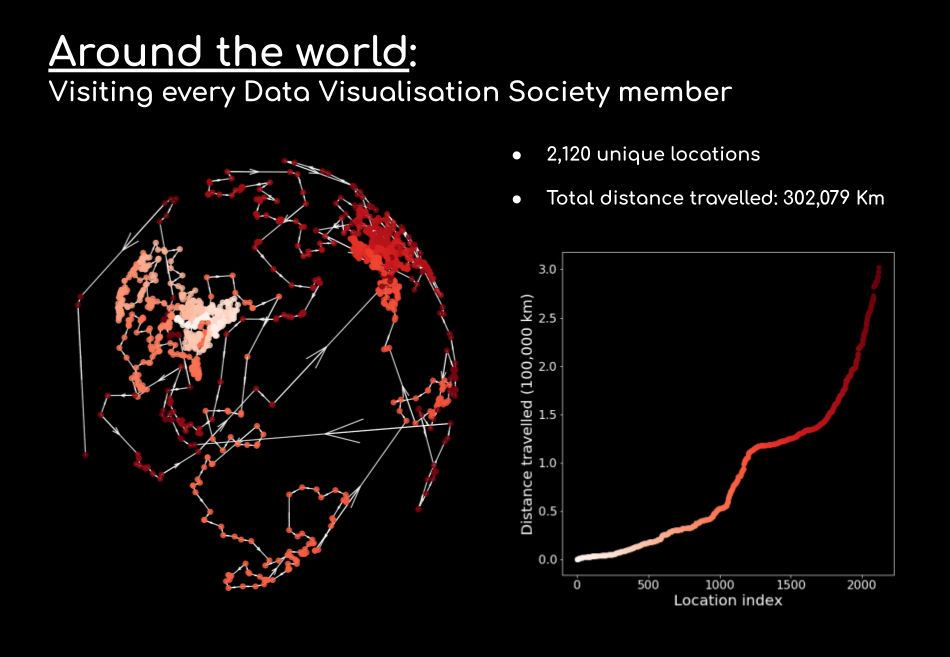 Around the world:
Visiting every Data Visualisation Society member
● 2,120 unique locations
● Total distance travelled: 302,079 Km
Distance travelled (100,000 km)
3.0
2.5
2.0
1.5
1.0
0.5
0.0
0 500 1000 1500 2000
Location index